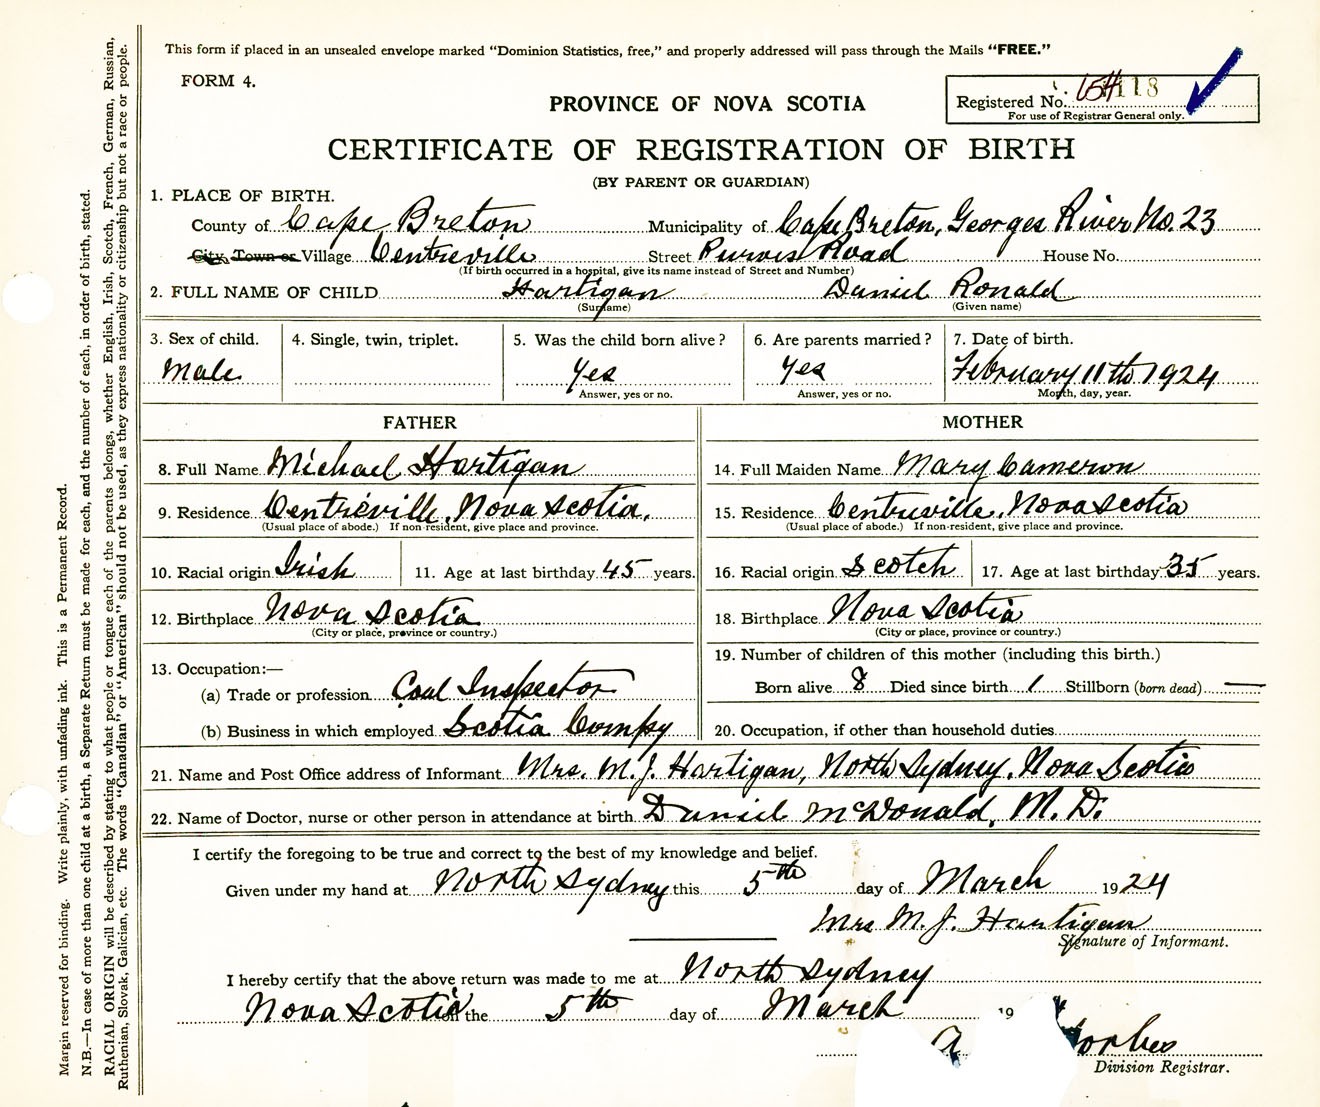 This form if placed in an unsealed envelope marked "Dominion Statistics, free," and properly addressed will pass through the Mails "FREE."
FORM 4.
Registered No. 118
For use of Registrar General only.
PROVINCE OF NOVA SCOTIA
CERTIFICATE OF REGISTRATION OF BIRTH
(BY PARENT OR GUARDIAN)
1. PLACE OF BIRTH.
County of Cape Breton Municipality of Cape Breton, Georges River No. 23
City, Town or Village Centreville Street Purves Road House No.
(If birth occurred in a hospital, give its name instead of Street and Number)
2. FULL NAME OF CHILD Hartigan Daniel Ronald
(Surname) (Given name)
3. Sex of child. 4. Single, twin, triplet. 5. Was the child born alive? 6. Are parents married? 7. Date of birth.
Male Yes Yes February 11th 1924
Answer, yes or no. Answer, yes or no. Month, day, year.
FATHER MOTHER
8. Full Name Michael Hartigan 14. Full Maiden Name Mary Cameron
9. Residence Centreville, Nova Scotia, 15. Residence Centreville, Nova Scotia
(Usual place of abode.) If non-resident, give place and province. (Usual place of abode.) If non-resident, give place and province.
10. Racial origin Irish 11. Age at last birthday 45 years. 16. Racial origin Scotch 17. Age at last birthday 35 years.
12. Birthplace Nova Scotia 18. Birthplace Nova Scotia
(City or place, province or country.) (City or place, province or country.)
13. Occupation:— 19. Number of children of this mother (including this birth.)
(a) Trade or profession Coal Inspector Born alive 8 Died since birth 1 Stillborn (born dead) —
(b) Business in which employed Scotia Compy 20. Occupation, if other than household duties
21. Name and Post Office address of Informant Mrs. M. J. Hartigan, North Sydney, Nova Scotia
22. Name of Doctor, nurse or other person in attendance at birth Daniel McDonald, M. D.
I certify the foregoing to be true and correct to the best of my knowledge and belief.
Given under my hand at North Sydney this 5th day of March 1924
Mrs M. J. Hartigan
Signature of Informant.
I hereby certify that the above return was made to me at North Sydney
Nova Scotia on the 5th day of March 19
A Forbes
Division Registrar.
Margin reserved for binding. Write plainly, with unfading ink. This is a Permanent Record.
N.B.—In case of more than one child at a birth, a Separate Return must be made for each, and the number of each, in order of birth, stated.
RACIAL ORIGIN will be described by stating to what people or tongue each of the parents belongs, whether English, Irish, Scotch, French, German, Russian,
Ruthenian, Slovak, Galician, etc. The words "Canadian" or "American" should not be used, as they express nationality or citizenship but not a race or people.